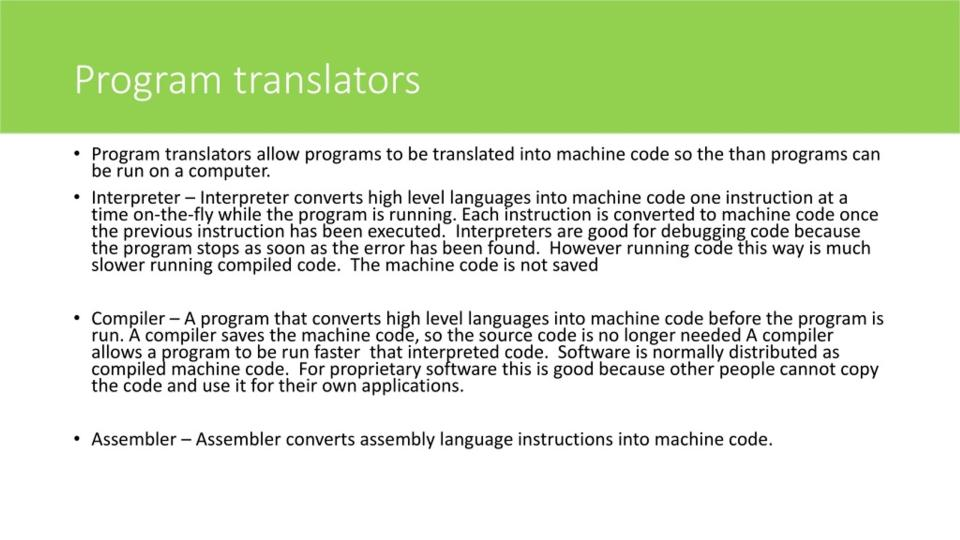 Program translators
• Program translators allow programs to be translated into machine code so the than programs can
be run on a computer.
• Interpreter – Interpreter converts high level languages into machine code one instruction at a
time on-the-fly while the program is running. Each instruction is converted to machine code once
the previous instruction has been executed.  Interpreters are good for debugging code because
the program stops as soon as the error has been found.  However running code this way is much
slower running compiled code.  The machine code is not saved
• Compiler – A program that converts high level languages into machine code before the program is
run. A compiler saves the machine code, so the source code is no longer needed A compiler
allows a program to be run faster  that interpreted code.  Software is normally distributed as
compiled machine code.  For proprietary software this is good because other people cannot copy
the code and use it for their own applications.
• Assembler – Assembler converts assembly language instructions into machine code.